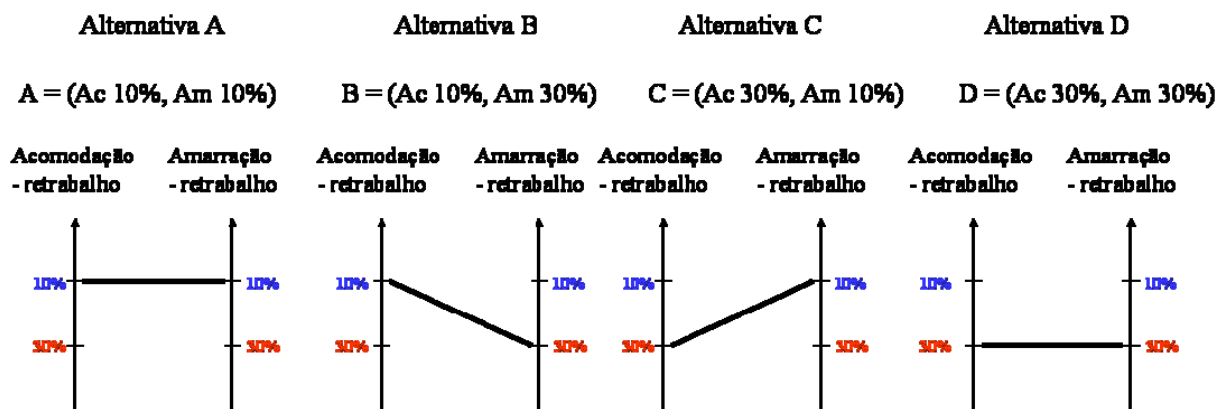 Alternativa A
Alternativa B
Alternativa C
Alternativa D
A = (Ac 10%, Am 10%)
B = (Ac 10%, Am 30%)
C = (Ac 30%, Am 10%)
D = (Ac 30%, Am 30%)
Acomodação
- retrabalho
Amarração
- retrabalho
Acomodação
- retrabalho
Amarração
- retrabalho
Acomodação
- retrabalho
Amarração
- retrabalho
Acomodação
- retrabalho
Amarração
- retrabalho
10%
10%
10%
10%
10%
10%
10%
10%
30%
30%
30%
30%
30%
30%
30%
30%